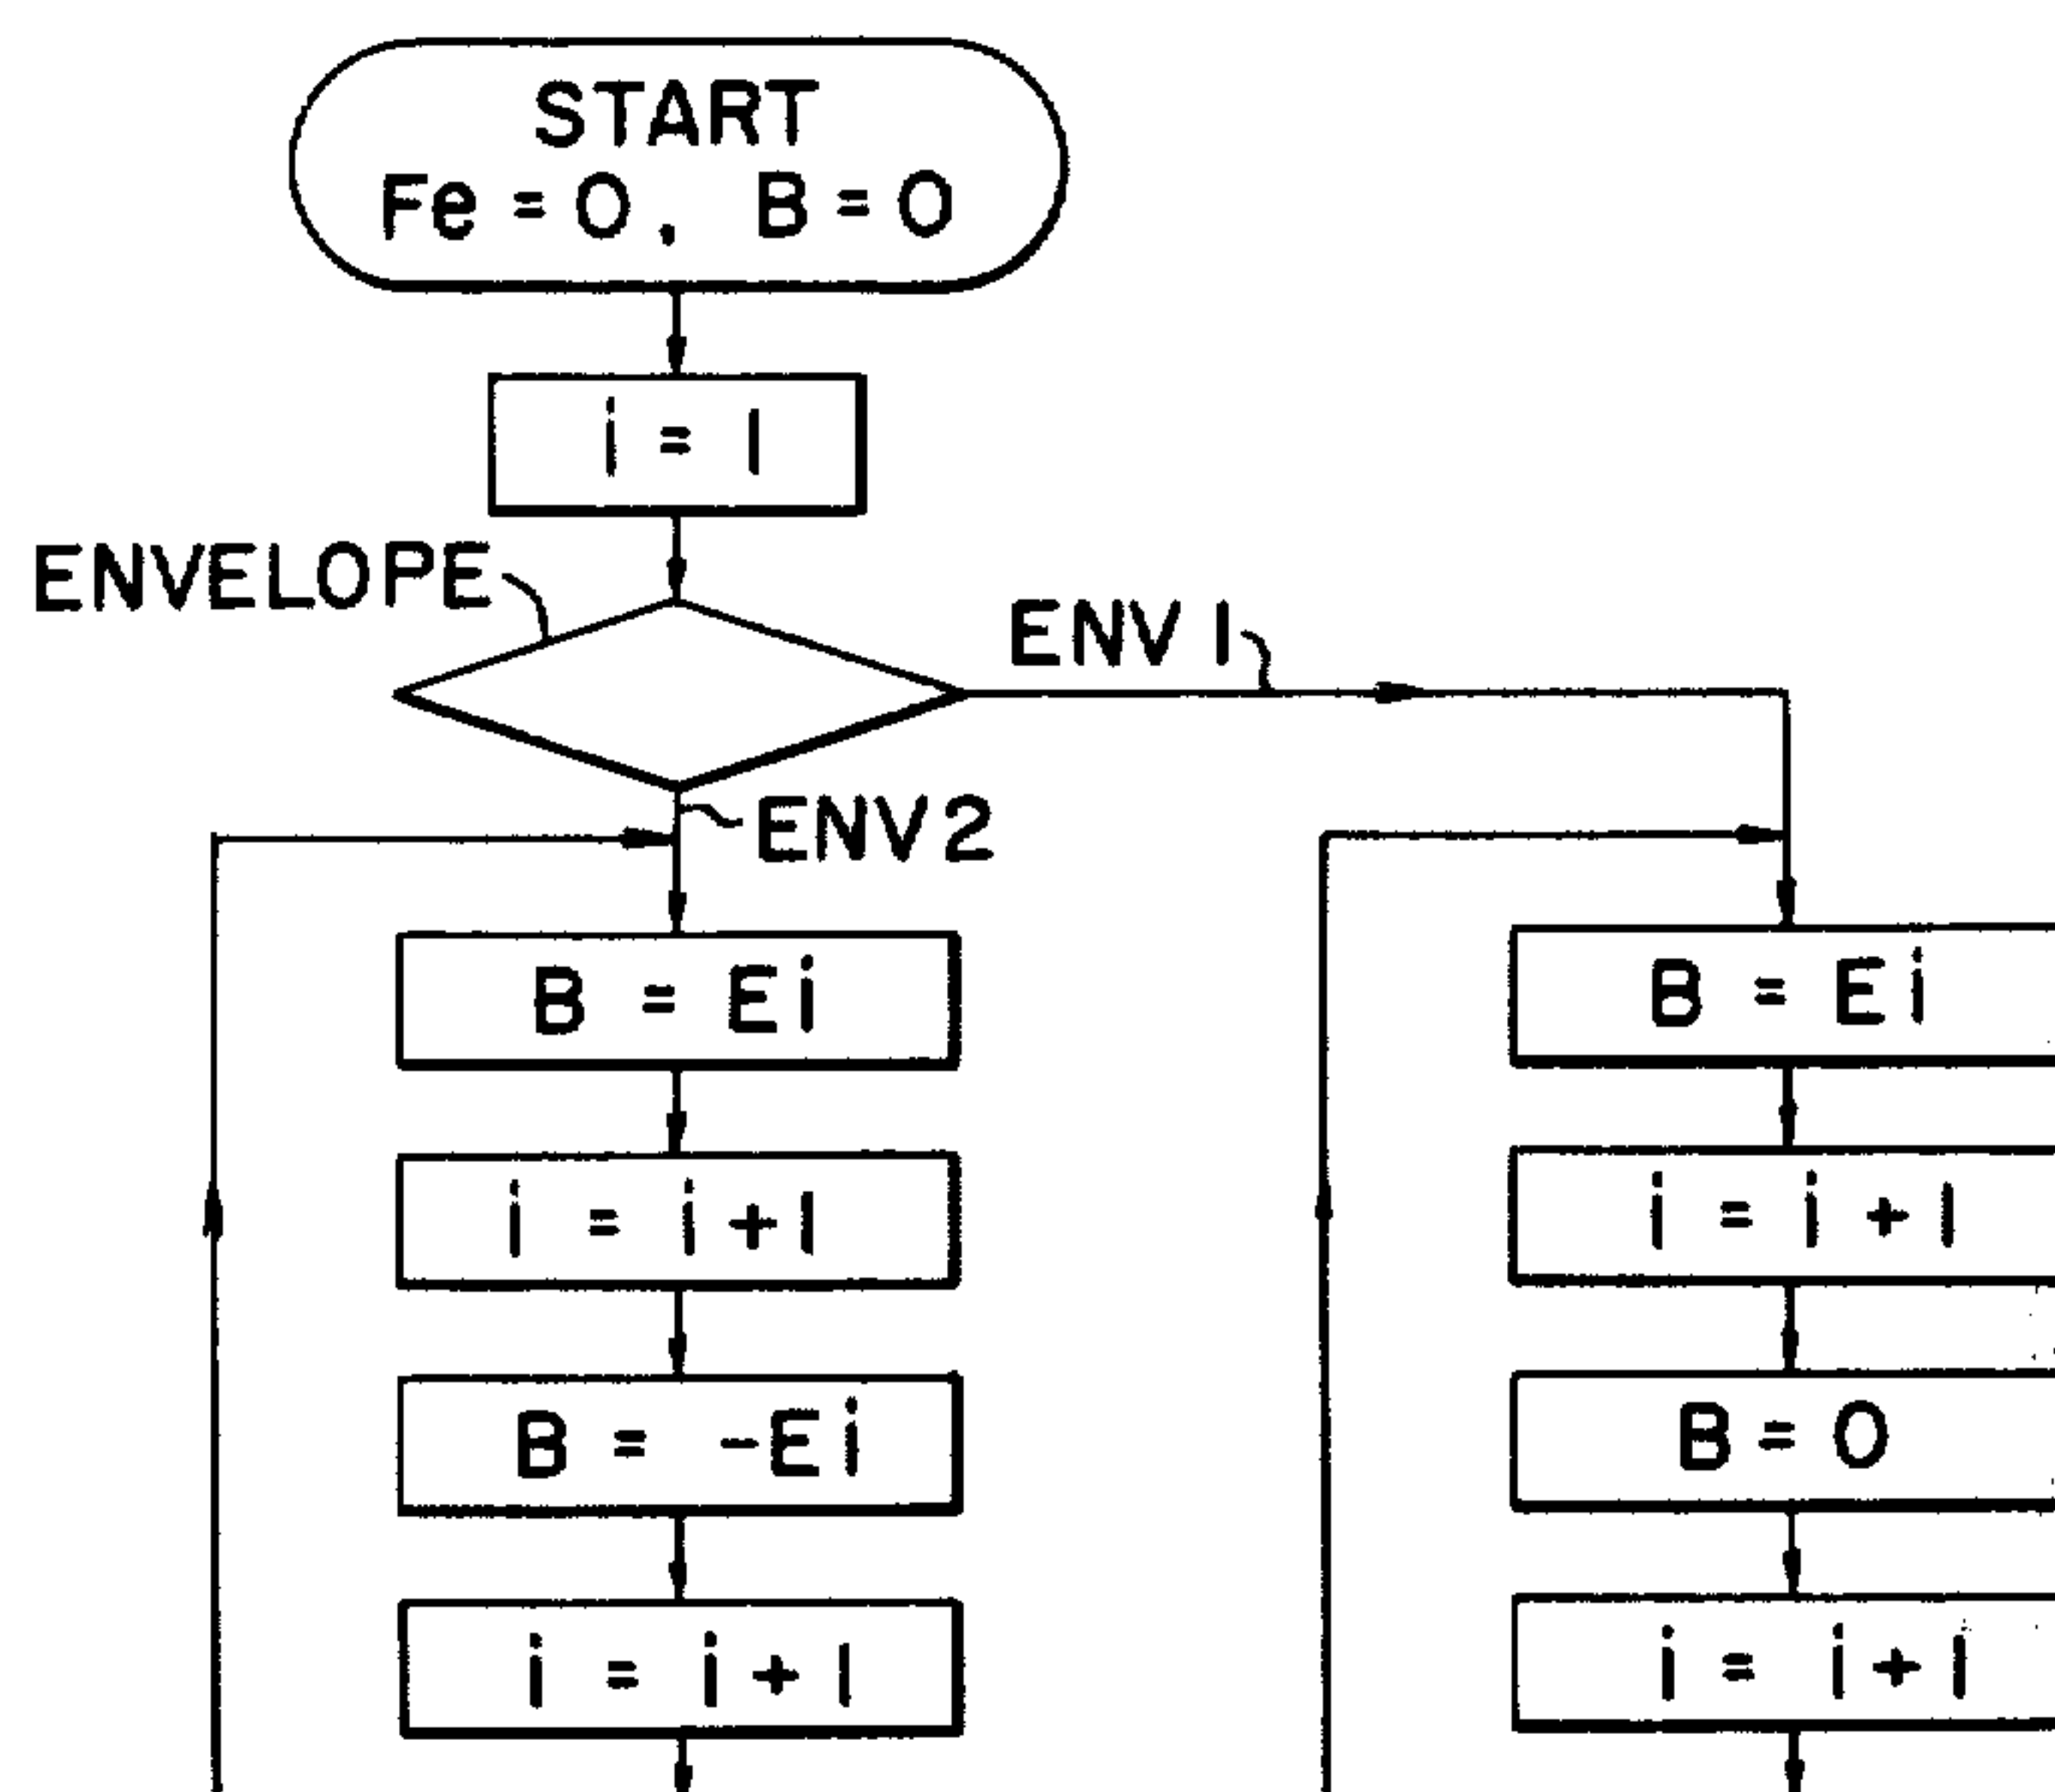 START
Fe = 0, B = 0
i = 1
ENVELOPE
ENV 1
ENV2
B = Ei
i = i + 1
B = -Ei
i = i + 1
B = Ei
i = i + 1
B = 0
i = i + 1